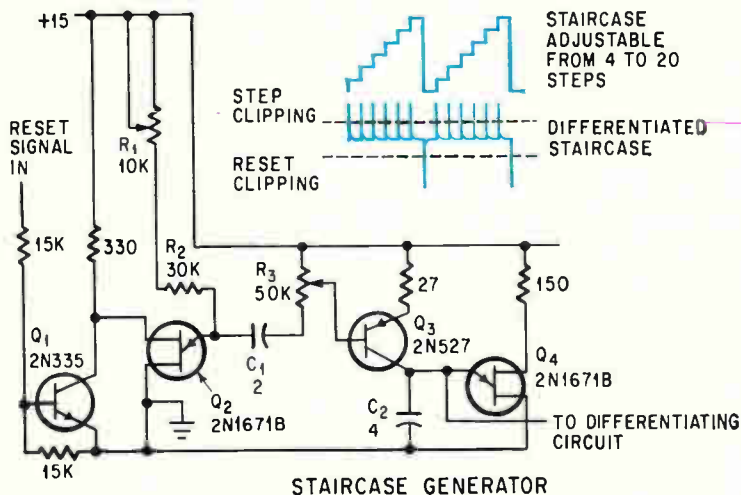 +15
STAIRCASE
ADJUSTABLE
FROM 4 TO 20
STEPS
STEP
CLIPPING
DIFFERENTIATED
STAIRCASE
RESET
CLIPPING
RESET
SIGNAL
IN
R1
10K
15K
330
R2
30K
R3
50K
27
150
Q1
2N335
C1
2
Q3
2N527
Q4
2N1671B
Q2
2N1671B
C2
4
15K
TO DIFFERENTIATING
CIRCUIT
STAIRCASE GENERATOR